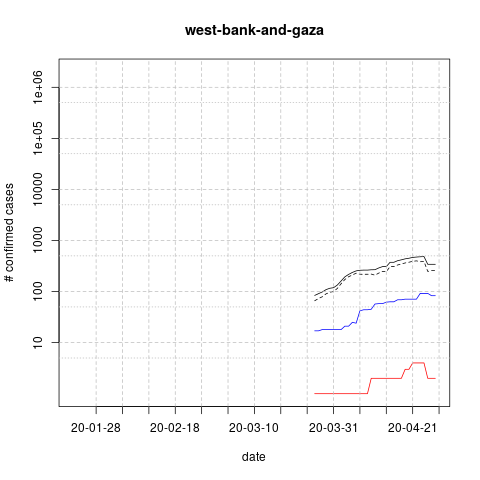 west-bank-and-gaza
# confirmed cases
1e+06
1e+05
10000
1000
100
10
20-01-28
20-02-18
20-03-10
20-03-31
20-04-21
date